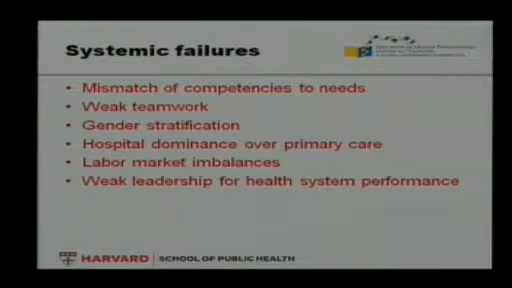 Systemic failures
• Mismatch of competencies to needs
• Weak teamwork
• Gender stratification
• Hospital dominance over primary care
• Labor market imbalances
• Weak leadership for health system performance
HARVARD SCHOOL OF PUBLIC HEALTH